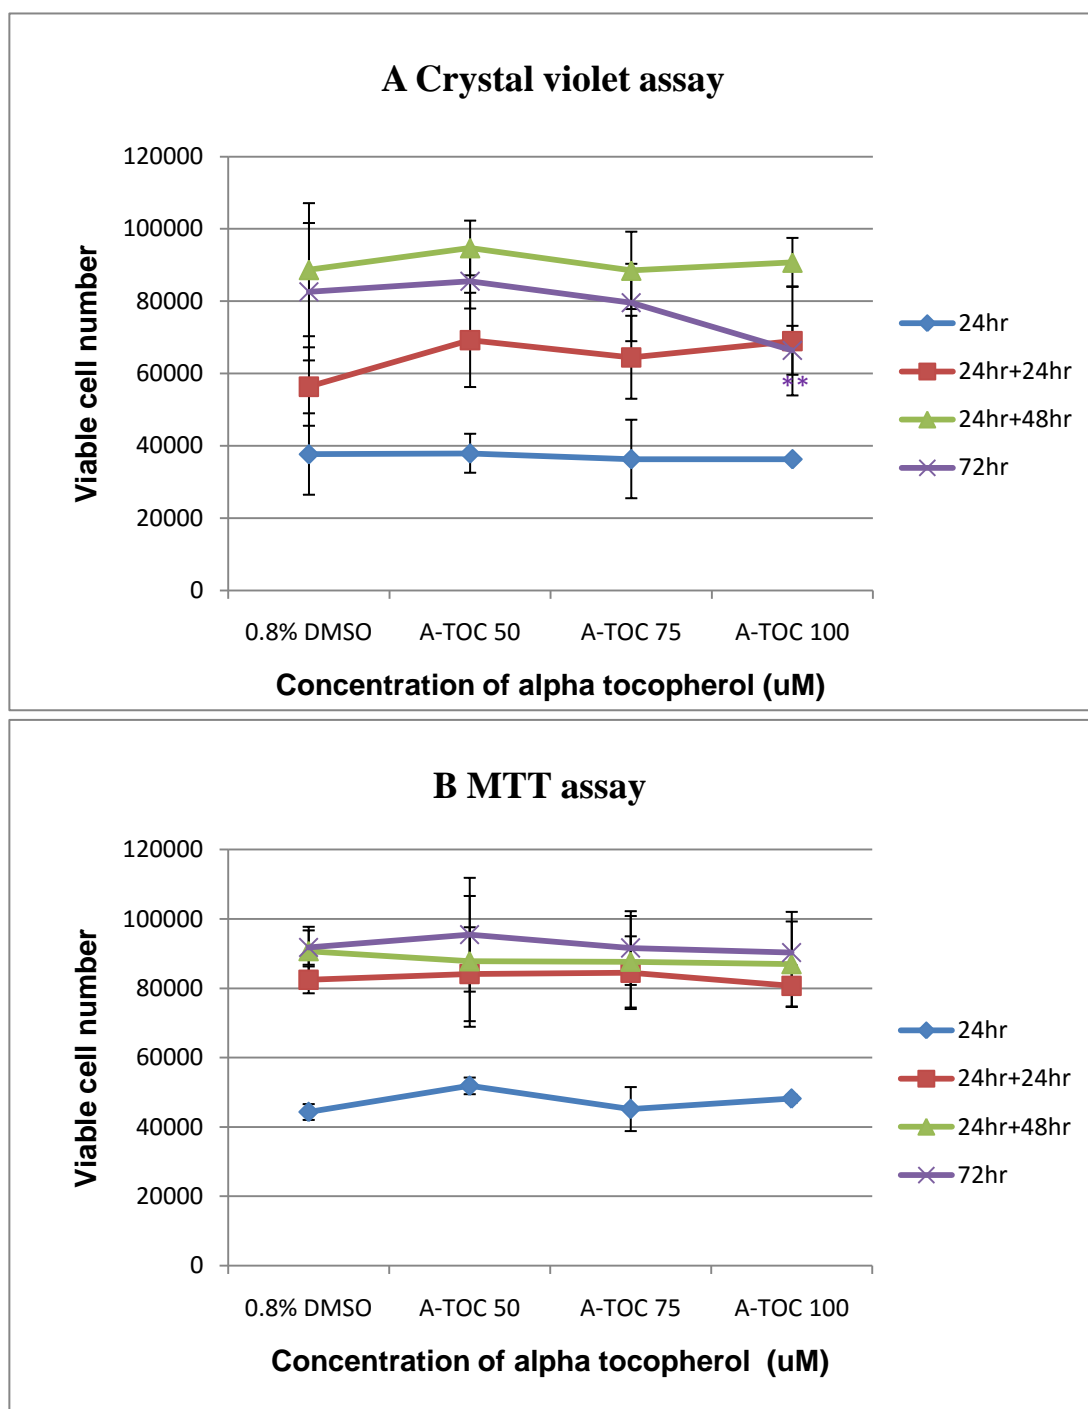 A Crystal violet assay
120000
100000
80000
60000
40000
20000
0
Viable cell number
**
0.8% DMSO A-TOC 50 A-TOC 75 A-TOC 100
Concentration of alpha tocopherol (uM)
24hr
24hr+24hr
24hr+48hr
72hr
B MTT assay
120000
100000
80000
60000
40000
20000
0
Viable cell number
0.8% DMSO A-TOC 50 A-TOC 75 A-TOC 100
Concentration of alpha tocopherol (uM)
24hr
24hr+24hr
24hr+48hr
72hr